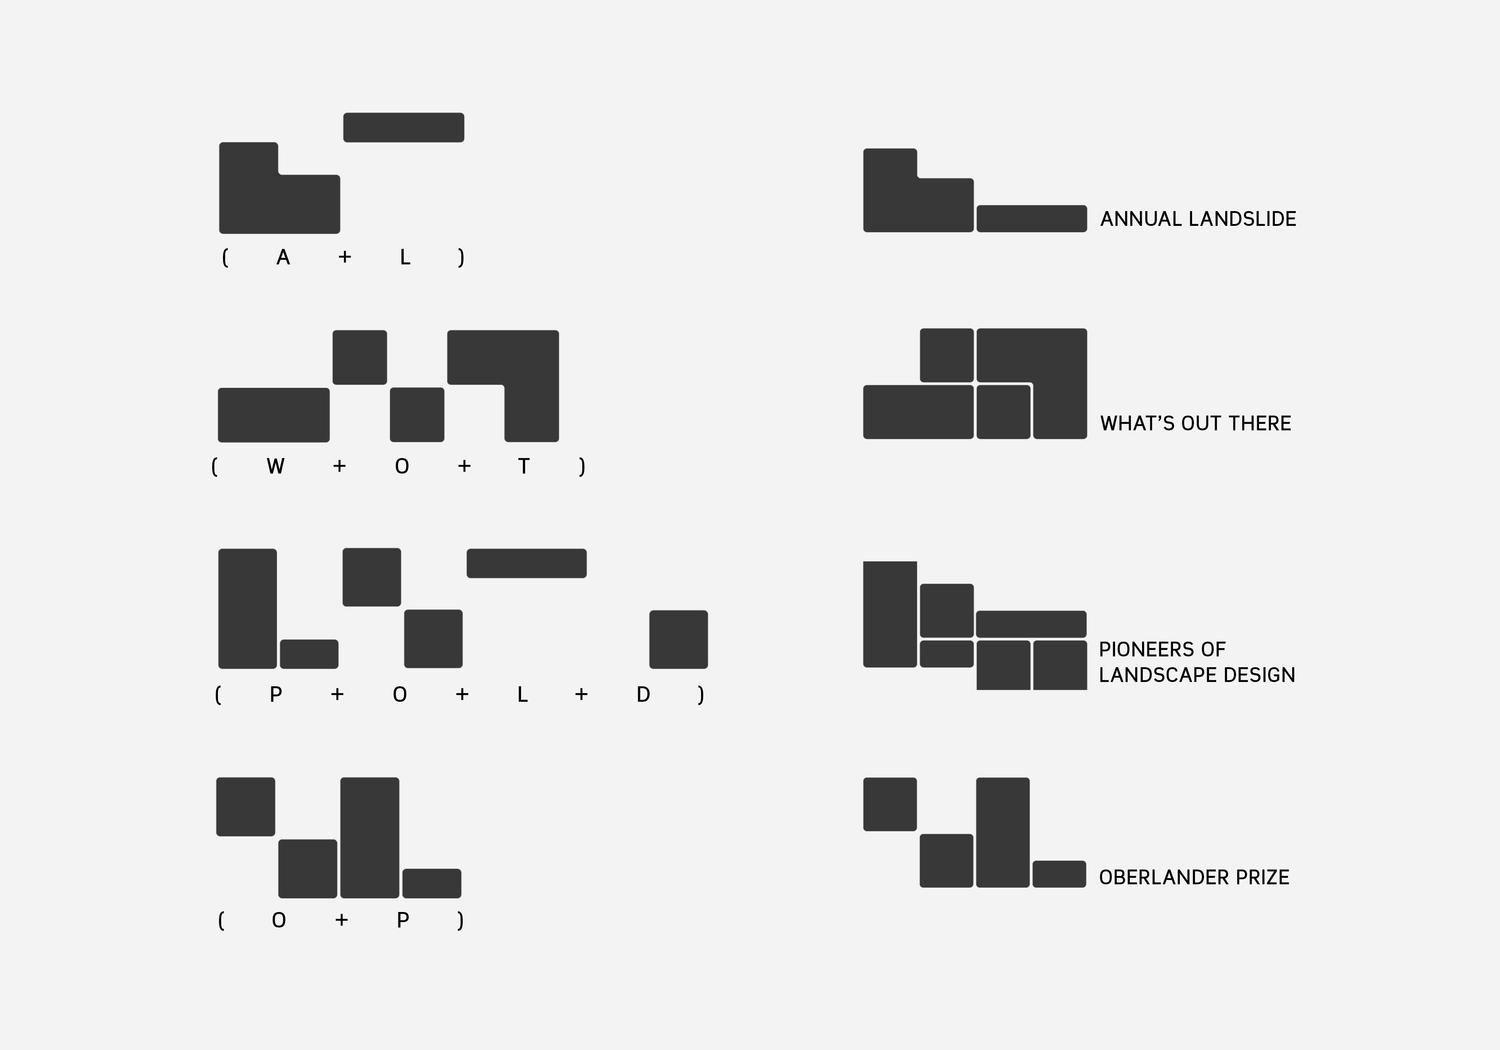 ( A + L )
ANNUAL LANDSLIDE
( W + O + T )
WHAT’S OUT THERE
( P + O + L + D )
PIONEERS OF
LANDSCAPE DESIGN
( O + P )
OBERLANDER PRIZE